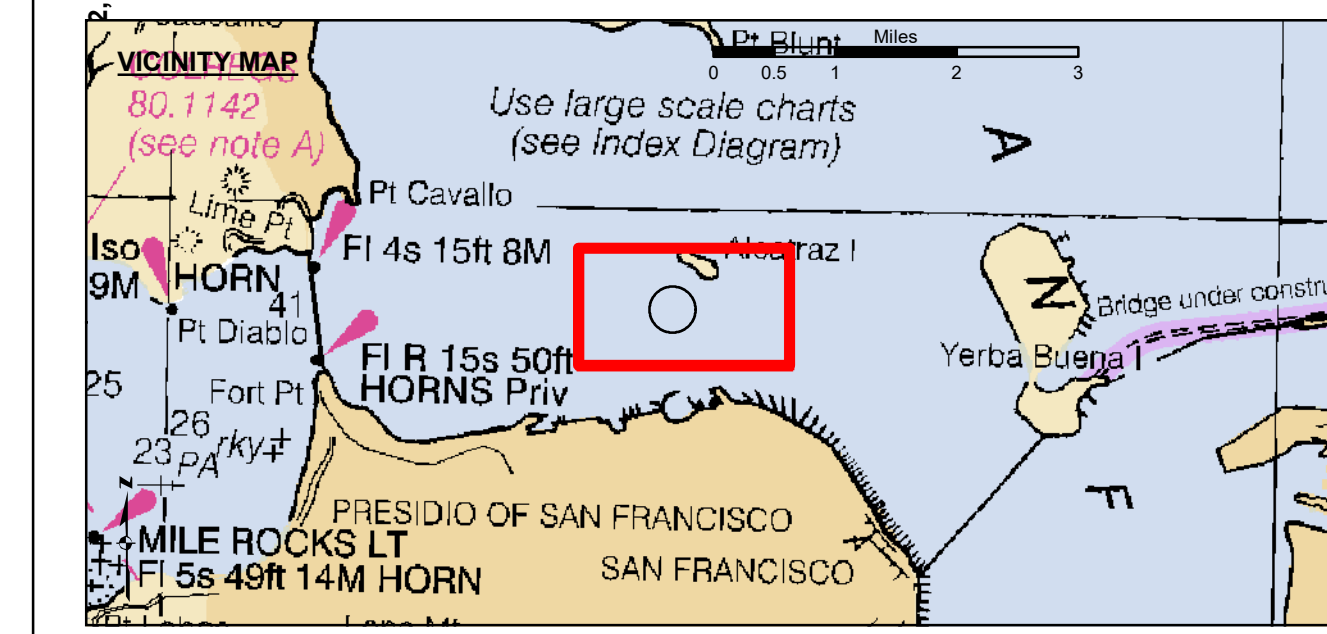 Pt Blunt
Miles
VICINITY MAP
0 0.5 1 2 3
COLREGS
80.1142
(see note A)
Use large scale charts
(see Index Diagram)
A
Pt Cavallo
Lime Pt
Iso
9M
HORN
Fl 4s 15ft 8M
Alcatraz I
N
41
Pt Diablo
Bridge under constru
Fl R 15s 50ft
HORNS Priv
Yerba Buena I
25
Fort Pt
26
23
PA
rky
N
F
PRESIDIO OF SAN FRANCISCO
MILE ROCKS LT
SAN FRANCISCO
Fl 5s 49ft 14M HORN